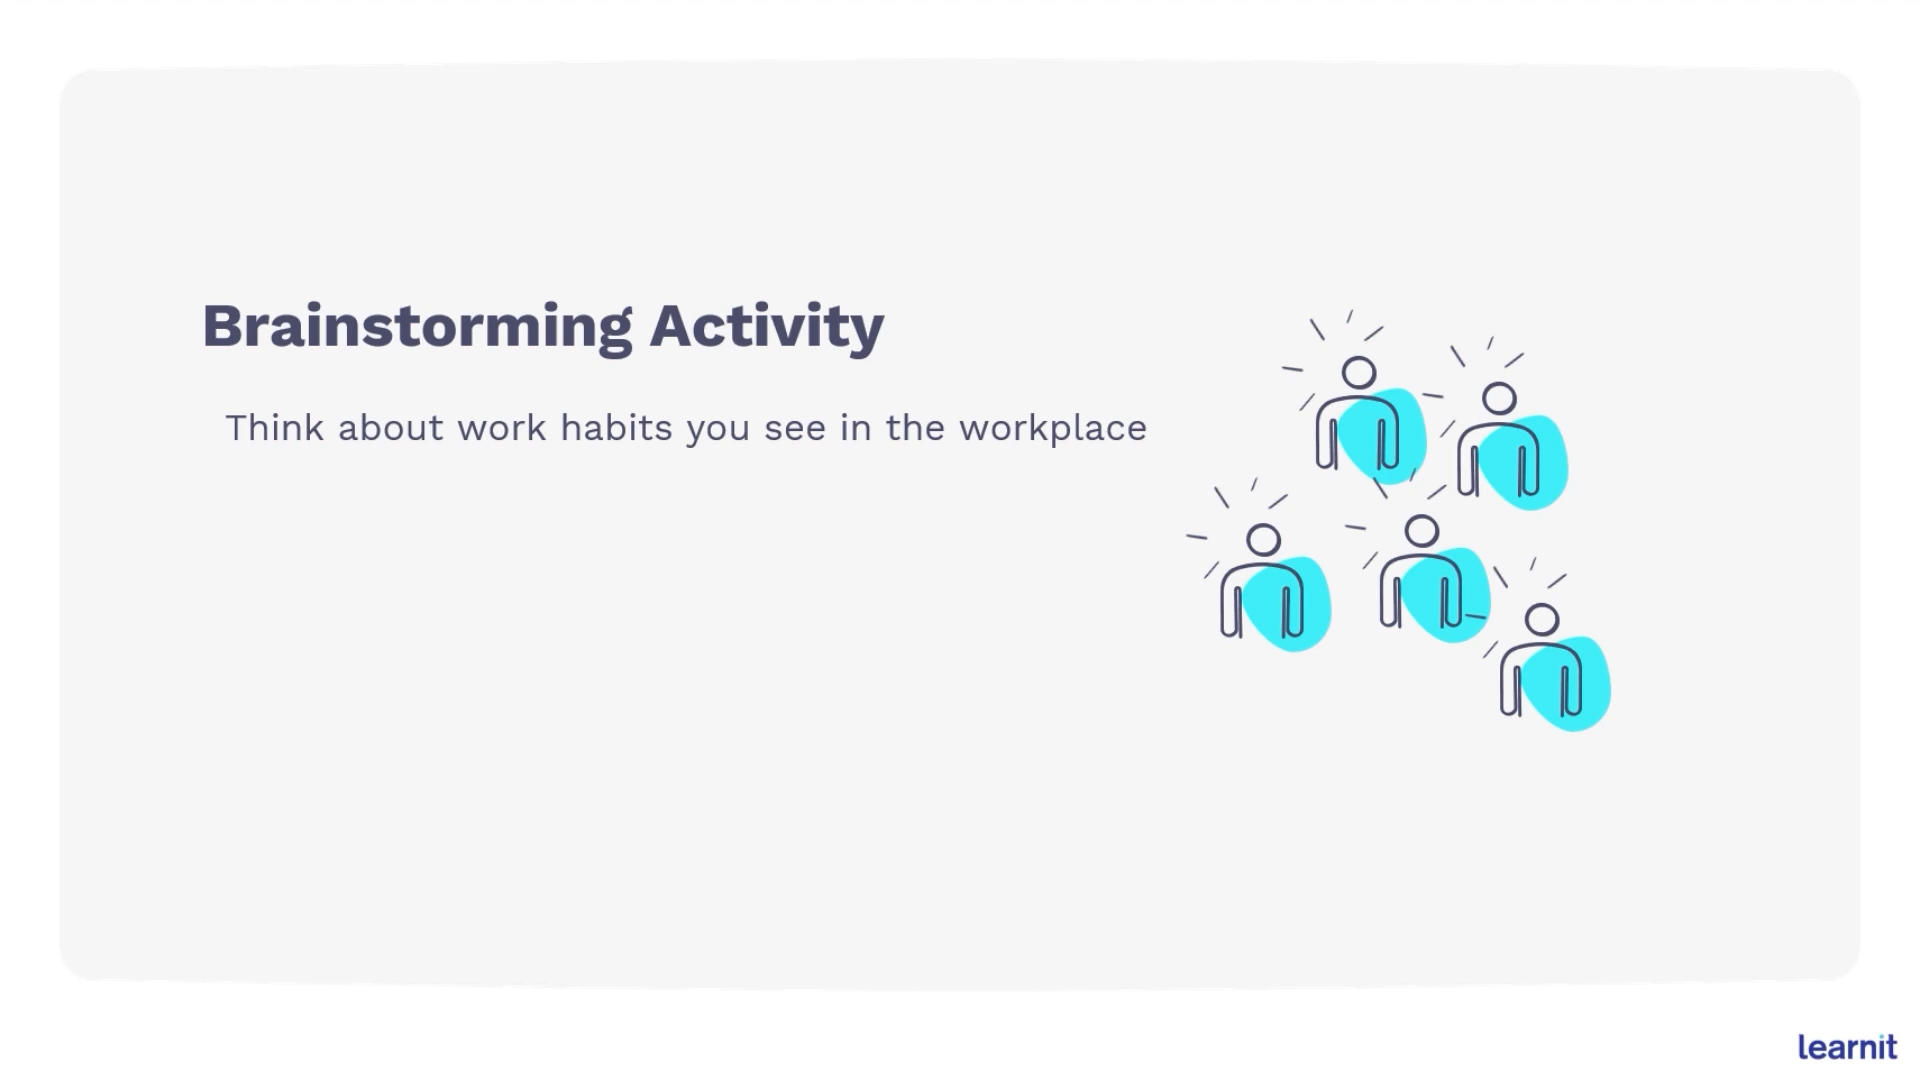 Brainstorming Activity
Think about work habits you see in the workplace
learnit